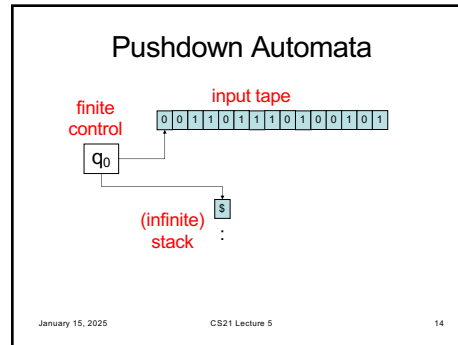 Pushdown Automata
input tape
finite
control
0 0 1 1 0 1 1 1 0 1 0 0 1 0 1
q₀
$
(infinite)
stack
:
January 15, 2025 CS21 Lecture 5 14